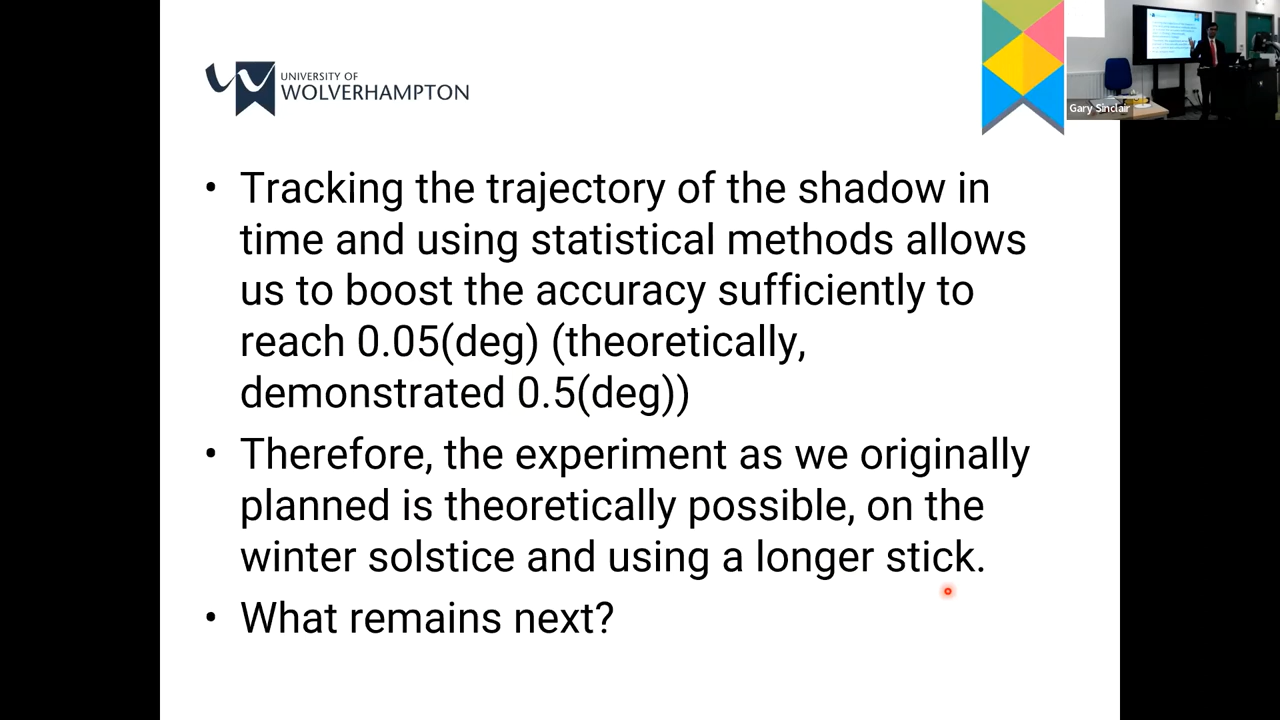 UNIVERSITY OF
WOLVERHAMPTON
Gary Sinclair
• Tracking the trajectory of the shadow in
time and using statistical methods allows
us to boost the accuracy sufficiently to
reach 0.05(deg) (theoretically,
demonstrated 0.5(deg))
• Therefore, the experiment as we originally
planned is theoretically possible, on the
winter solstice and using a longer stick.
• What remains next?